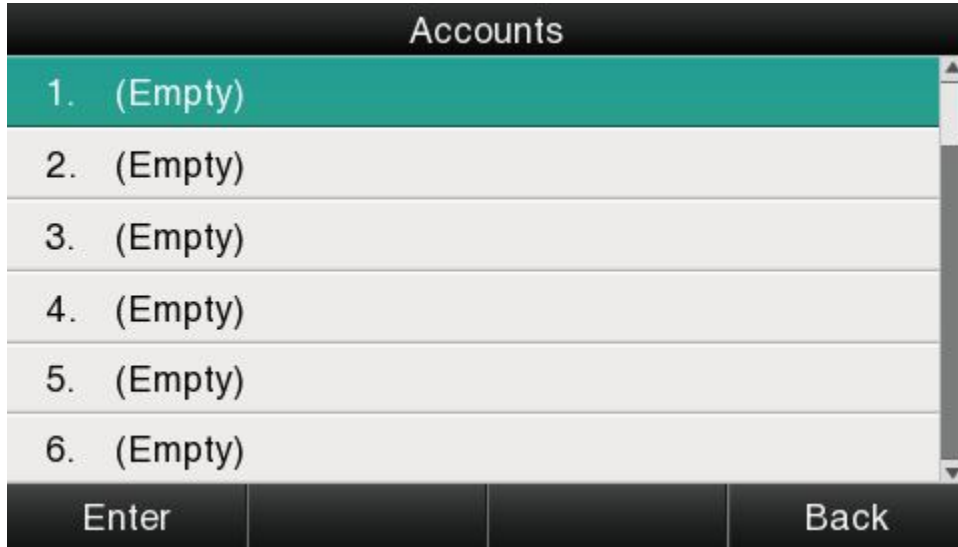 Accounts
1. (Empty)
2. (Empty)
3. (Empty)
4. (Empty)
5. (Empty)
6. (Empty)
Enter Back